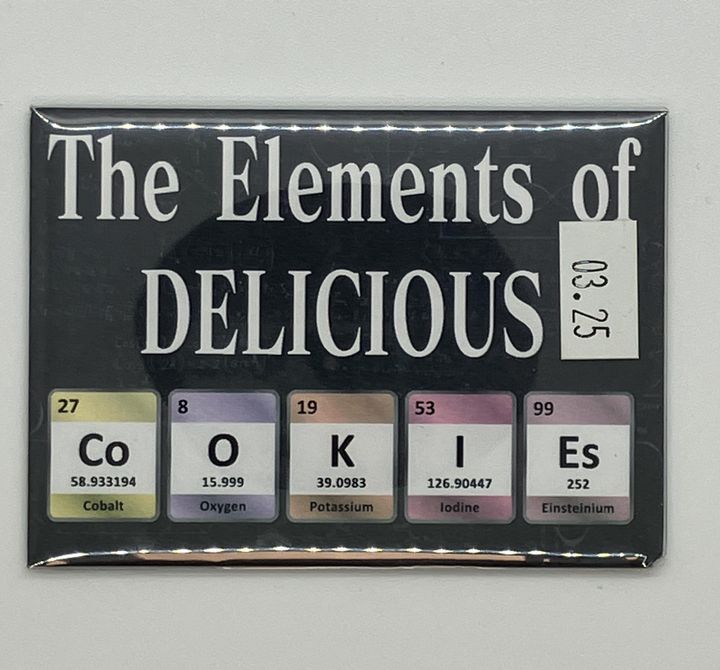 The Elements of
DELICIOUS
03.25
27 8 19 53 99
Co O K I Es
58.933194 15.999 39.0983 126.90447 252
Cobalt Oxygen Potassium Iodine Einsteinium